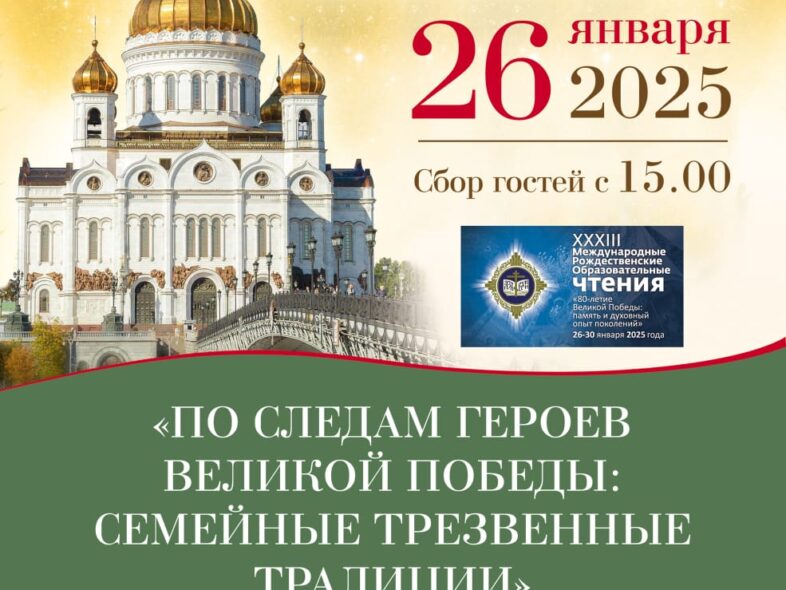 26 января
2025
Сбор гостей с 15.00
XXXIII
Международные
Рождественские
Образовательные
чтения
«80-летие
Великой Победы:
память и духовный
опыт поколений»
26-30 января 2025 года
«ПО СЛЕДАМ ГЕРОЕВ
ВЕЛИКОЙ ПОБЕДЫ:
СЕМЕЙНЫЕ ТРЕЗВЕННЫЕ
ТРАДИЦИИ»